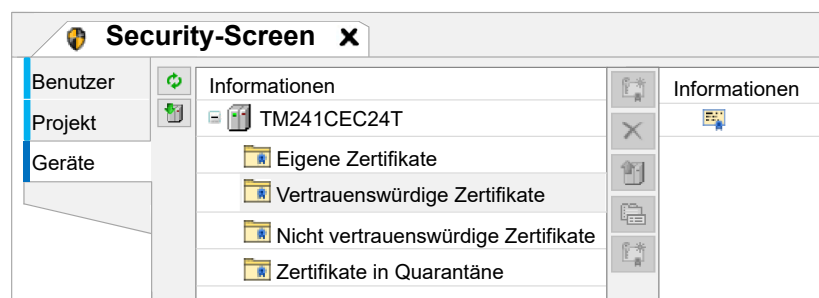 Security-Screen X
Benutzer
Projekt
Geräte
Informationen
TM241CEC24T
Eigene Zertifikate
Vertrauenswürdige Zertifikate
Nicht vertrauenswürdige Zertifikate
Zertifikate in Quarantäne
Informationen